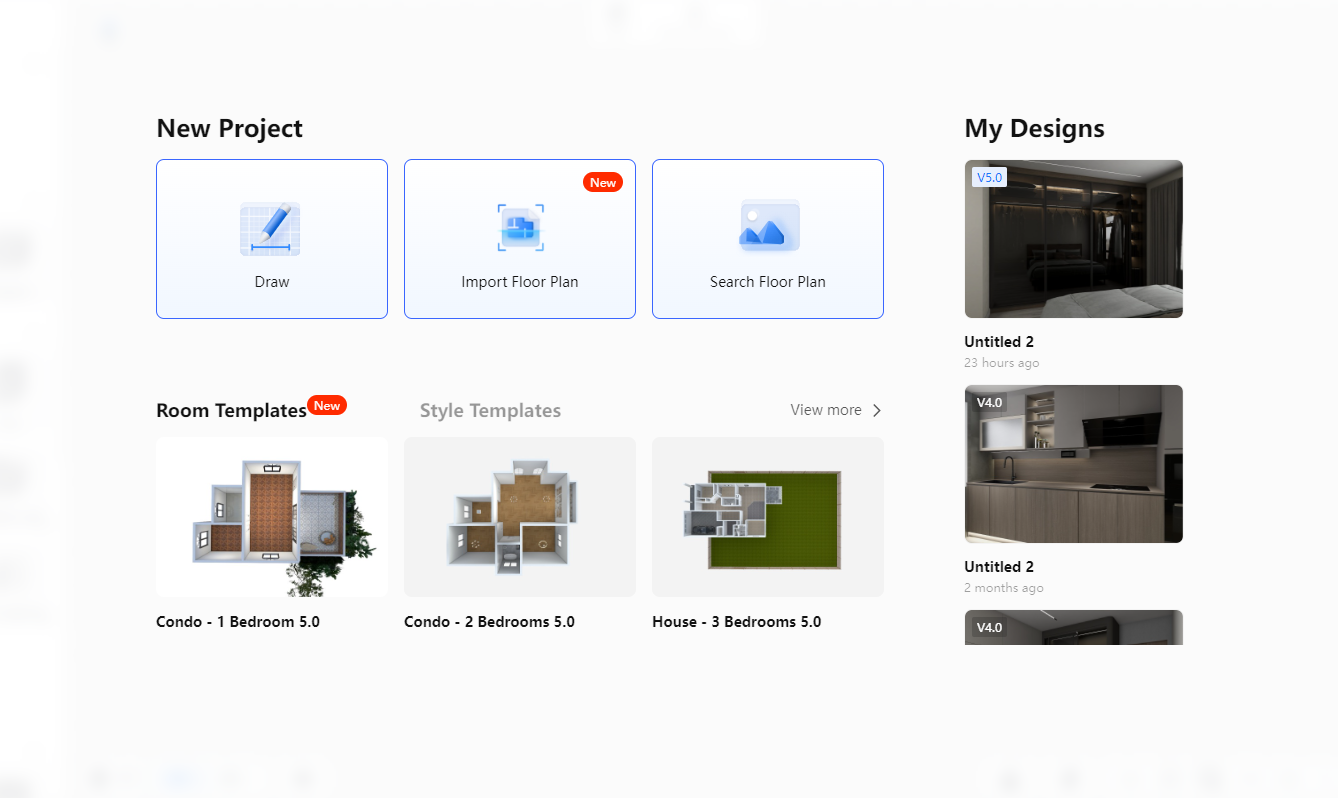 New Project
Draw
New
Import Floor Plan
Search Floor Plan
Room Templates New
Style Templates
View more
Condo - 1 Bedroom 5.0
Condo - 2 Bedrooms 5.0
House - 3 Bedrooms 5.0
My Designs
V5.0
Untitled 2
23 hours ago
V4.0
Untitled 2
2 months ago
V4.0